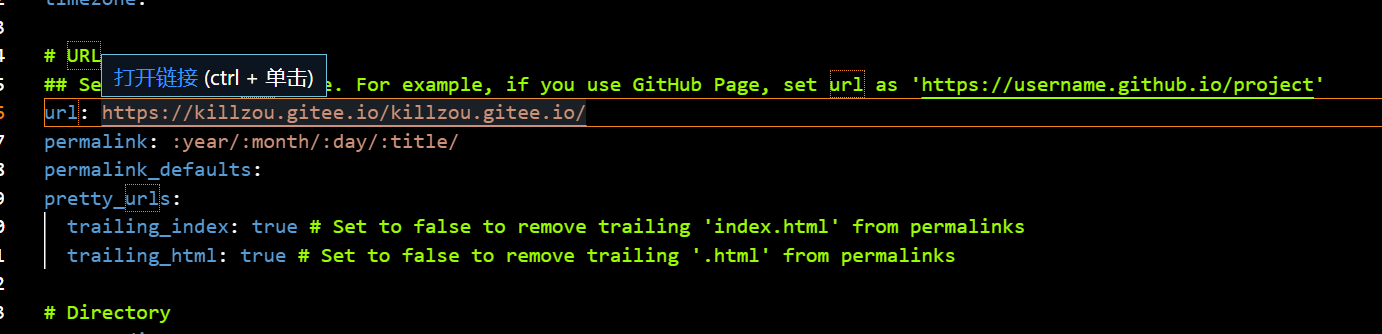 timezone:
# URL
打开链接 (ctrl + 单击)
## Se e. For example, if you use GitHub Page, set url as 'https://username.github.io/project'
url: https://killzou.gitee.io/killzou.gitee.io/
permalink: :year/:month/:day/:title/
permalink_defaults:
pretty_urls:
trailing_index: true # Set to false to remove trailing 'index.html' from permalinks
trailing_html: true # Set to false to remove trailing '.html' from permalinks
# Directory